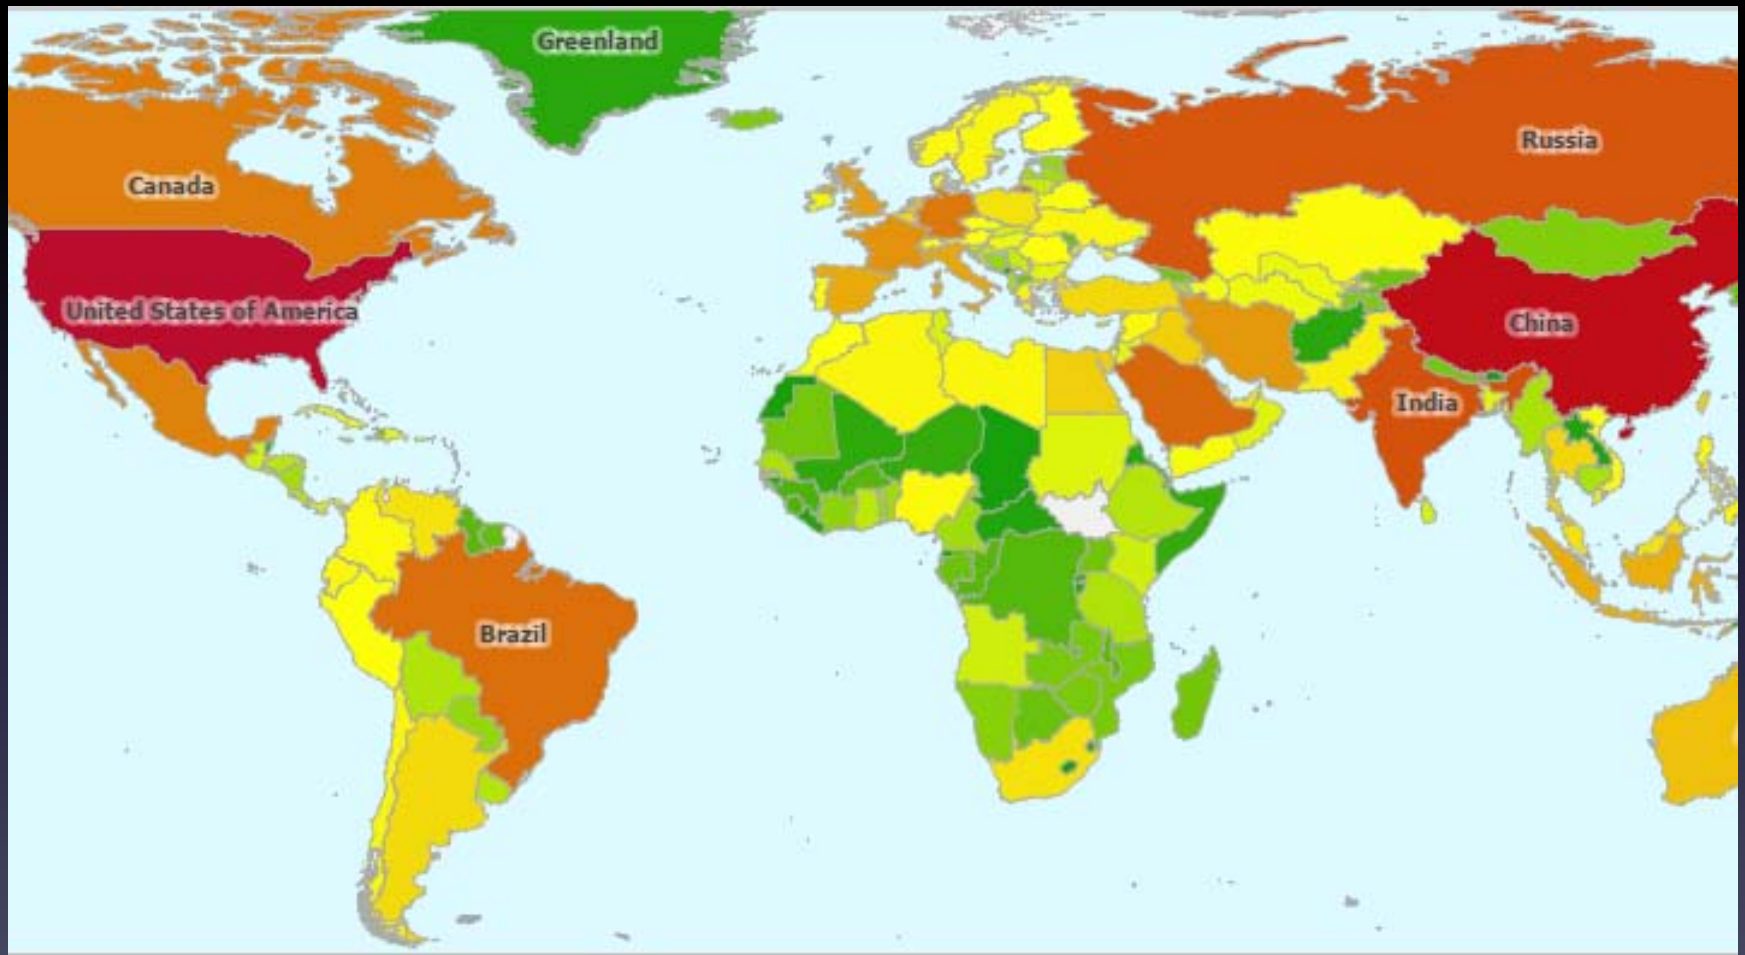 Greenland
Russia
Canada
United States of America
China
India
Brazil